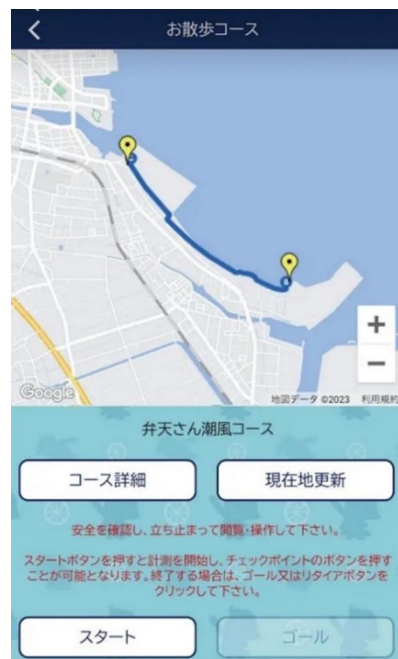 お散歩コース
Google
地図データ ©2023 利用規約
弁天さん潮風コース
コース詳細
現在地更新
安全を確認し、立ち止まって閲覧・操作して下さい。
スタートボタンを押すと計測を開始し、チェックポイントのボタンを押す
ことが可能となります。終了する場合は、ゴール又はリタイアボタンを
クリックして下さい。
スタート
ゴール